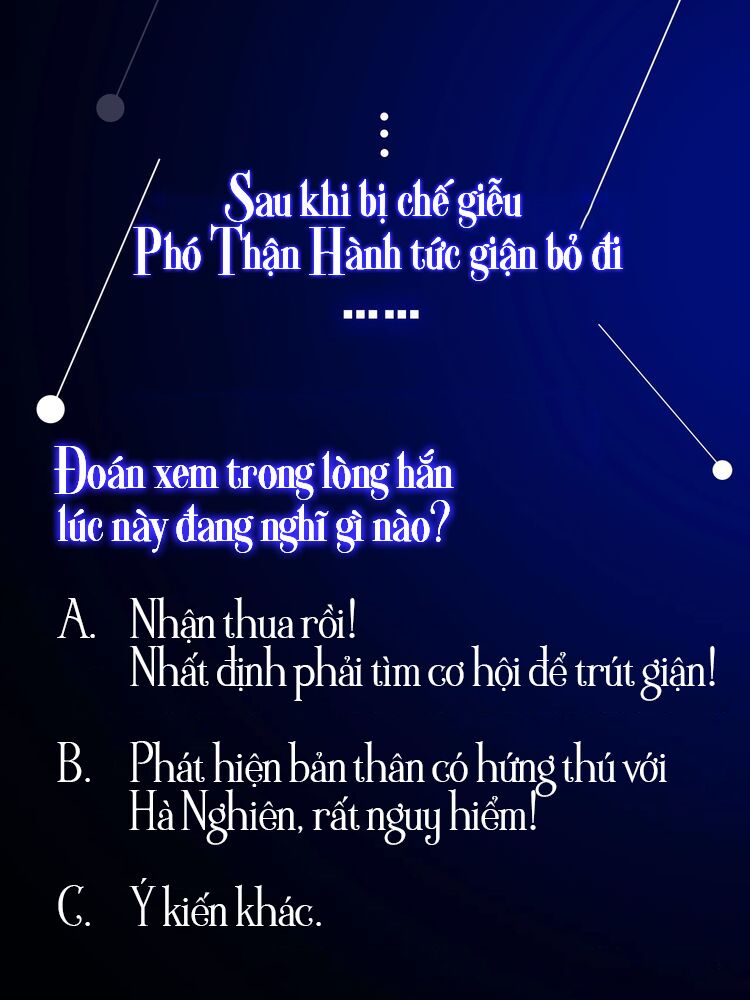 Sau khi bị chế giễu
Phó Thận Hành tức giận bỏ đi
......
Đoán xem trong lòng hắn
lúc này đang nghĩ gì nào?
A. Nhận thua rồi!
Nhất định phải tìm cơ hội để trút giận!
B. Phát hiện bản thân có hứng thú với
Hà Nghiên, rất nguy hiểm!
C. Ý kiến khác.